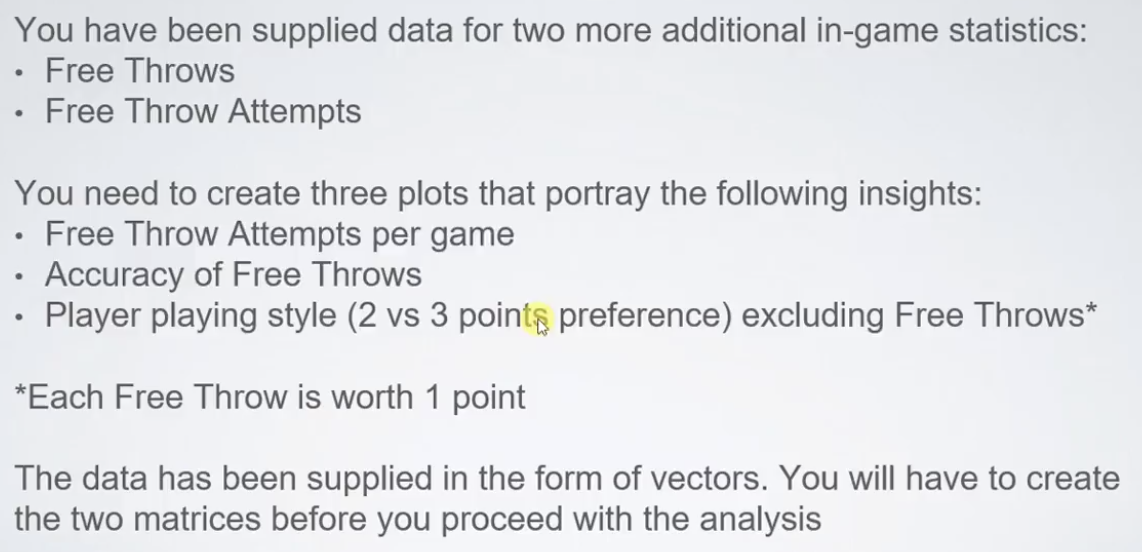 You have been supplied data for two more additional in-game statistics:
• Free Throws
• Free Throw Attempts
You need to create three plots that portray the following insights:
• Free Throw Attempts per game
• Accuracy of Free Throws
• Player playing style (2 vs 3 points preference) excluding Free Throws*
*Each Free Throw is worth 1 point
The data has been supplied in the form of vectors. You will have to create
the two matrices before you proceed with the analysis